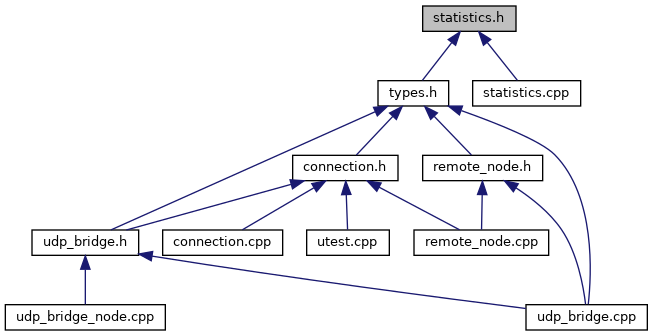 statistics.h
types.h
statistics.cpp
connection.h
remote_node.h
udp_bridge.h
connection.cpp
utest.cpp
remote_node.cpp
udp_bridge_node.cpp
udp_bridge.cpp